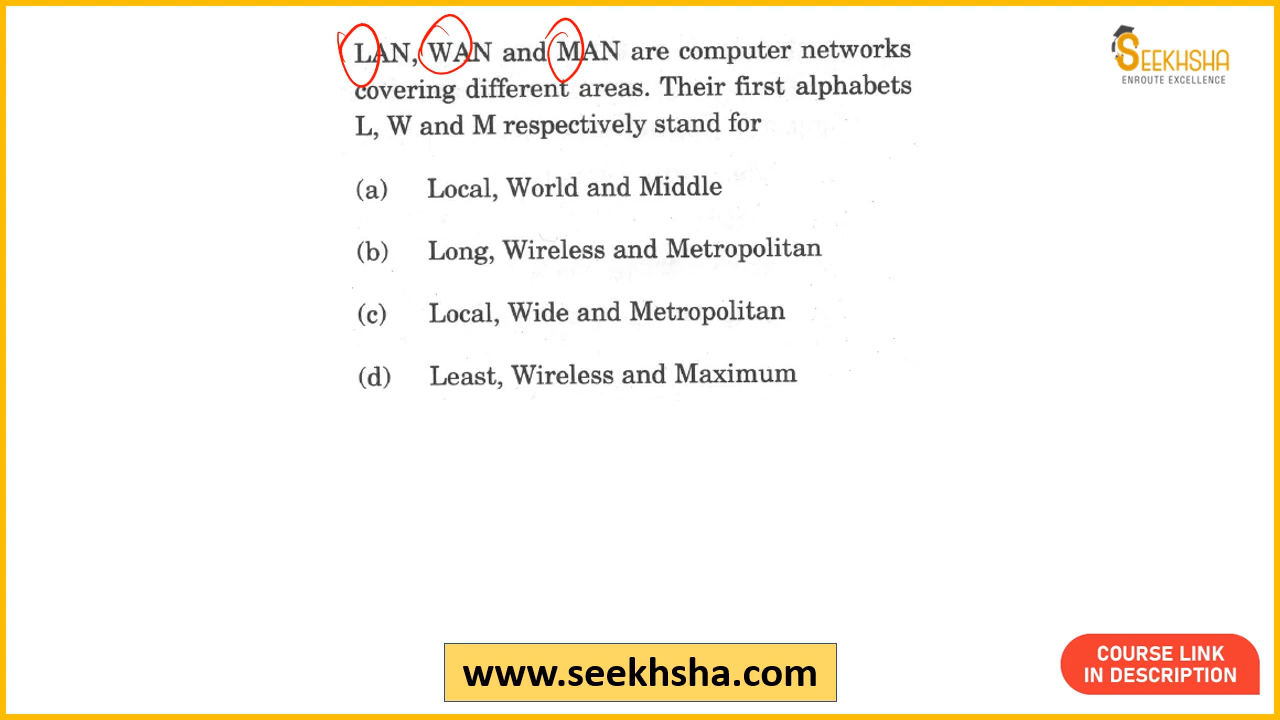 LAN, WAN and MAN are computer networks
covering different areas. Their first alphabets
L, W and M respectively stand for
(a) Local, World and Middle
(b) Long, Wireless and Metropolitan
(c) Local, Wide and Metropolitan
(d) Least, Wireless and Maximum
SEEKHSHA
ENROUTE EXCELLENCE
www.seekhsha.com
COURSE LINK
IN DESCRIPTION